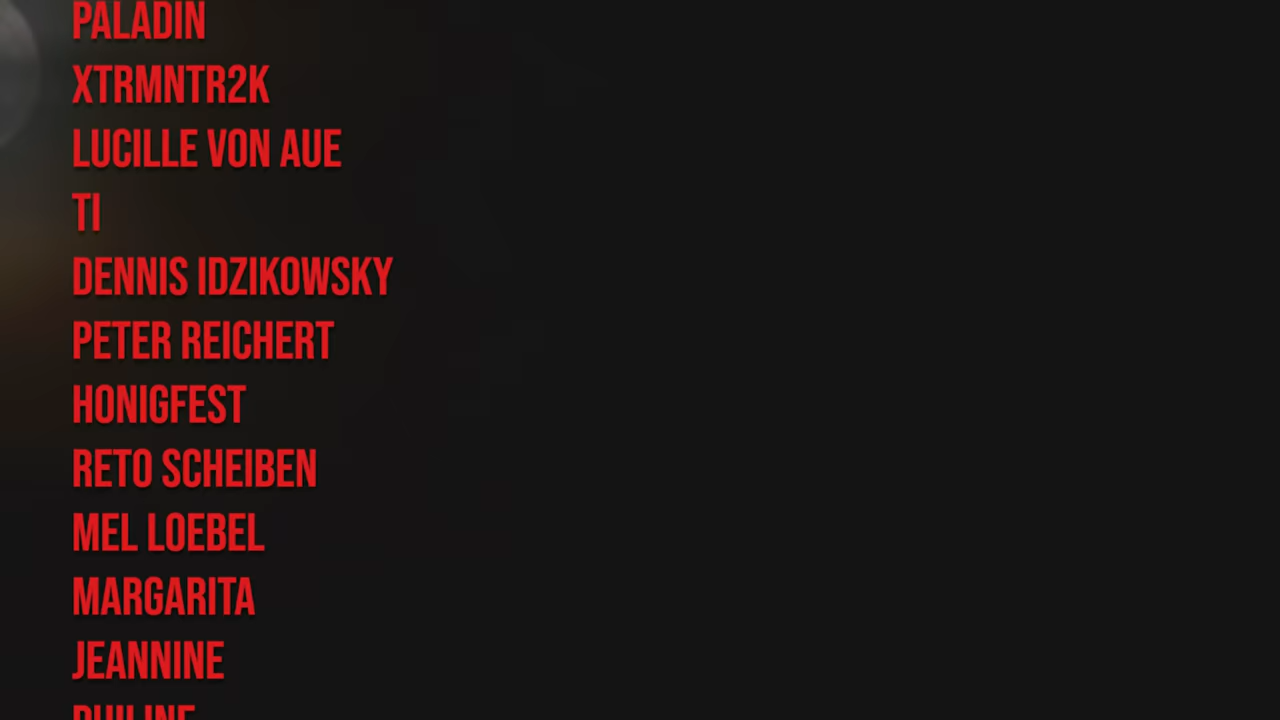 PALADIN
XTRMNTR2K
LUCILLE VON AUE
TI
DENNIS IDZIKOWSKY
PETER REICHERT
HONIGFEST
RETO SCHEIBEN
MEL LOEBEL
MARGARITA
JEANNINE